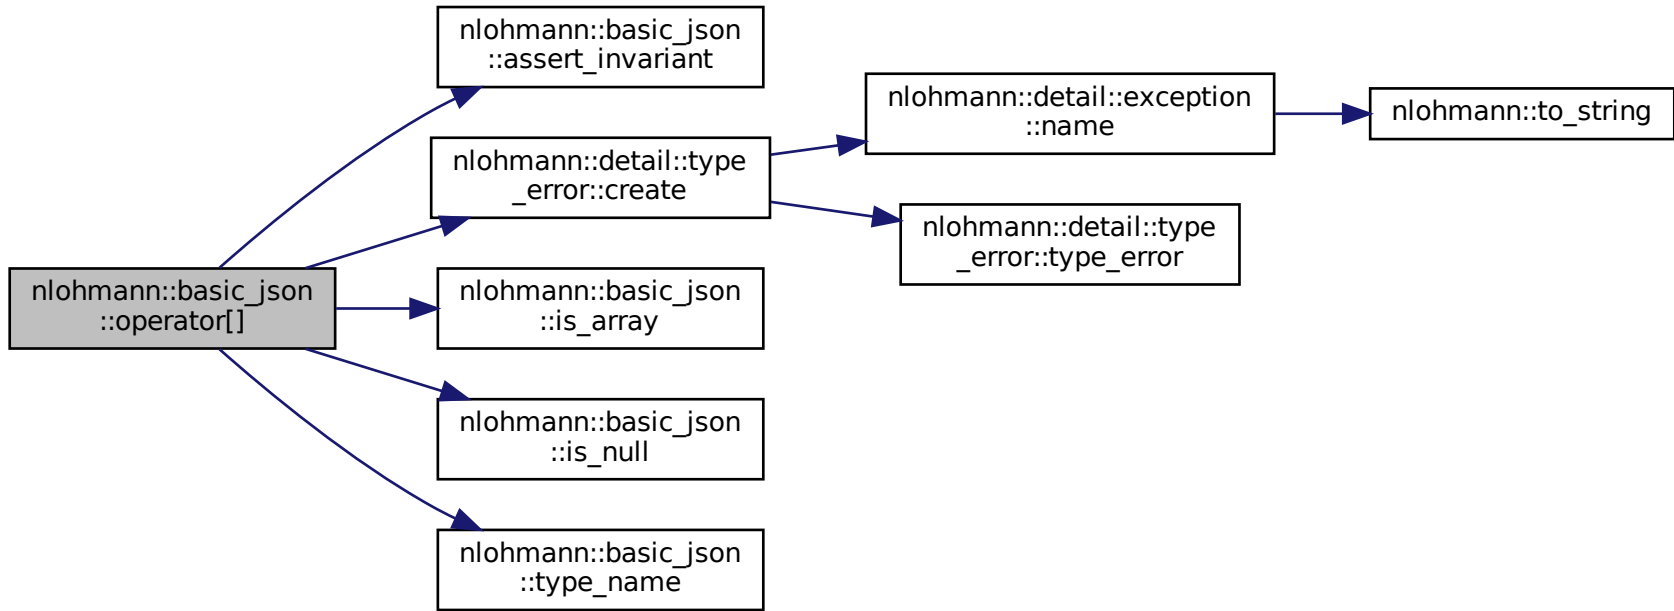 nlohmann::basic_json
::operator[]
nlohmann::basic_json
::assert_invariant
nlohmann::detail::type
_error::create
nlohmann::basic_json
::is_array
nlohmann::basic_json
::is_null
nlohmann::basic_json
::type_name
nlohmann::detail::exception
::name
nlohmann::detail::type
_error::type_error
nlohmann::to_string